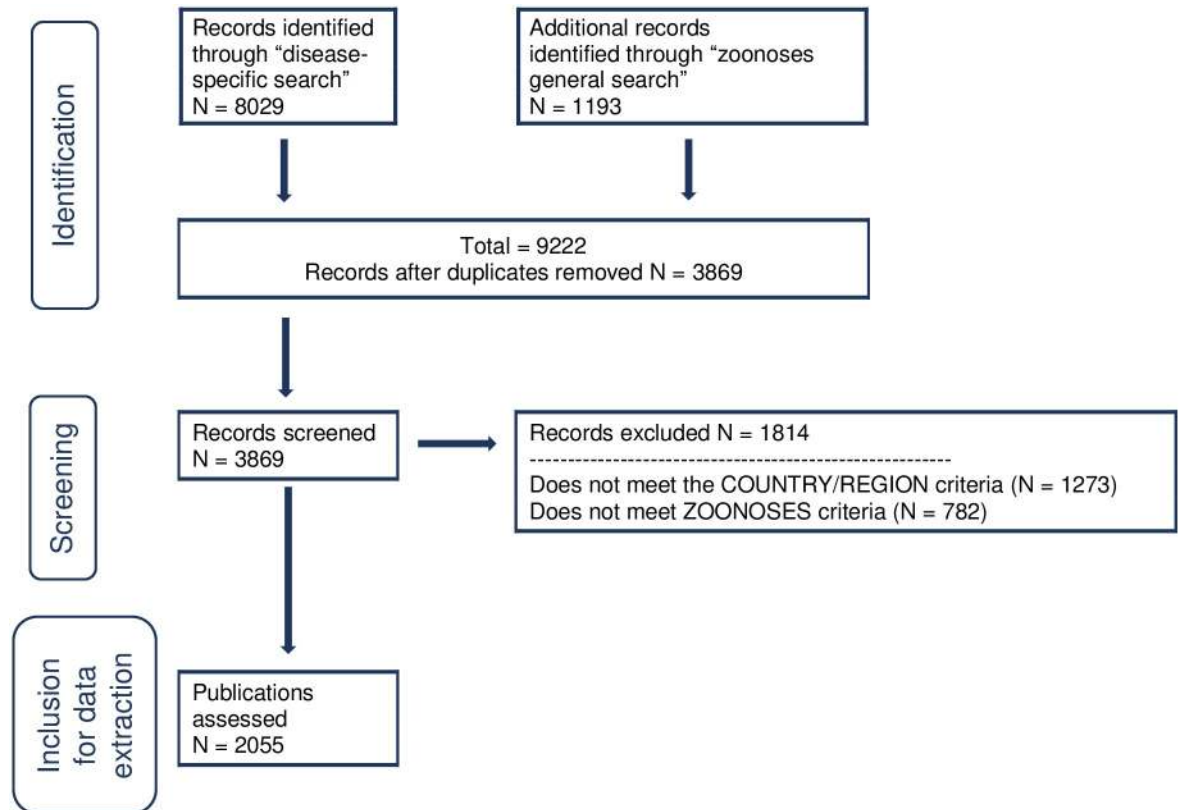 Identification
Records identified
through “disease-
specific search”
N = 8029
Additional records
identified through “zoonoses
general search”
N = 1193
Total = 9222
Records after duplicates removed N = 3869
Screening
Records screened
N = 3869
Records excluded N = 1814
-------------------------------------------------------
Does not meet the COUNTRY/REGION criteria (N = 1273)
Does not meet ZOONOSES criteria (N = 782)
Inclusion
for data
extraction
Publications
assessed
N = 2055